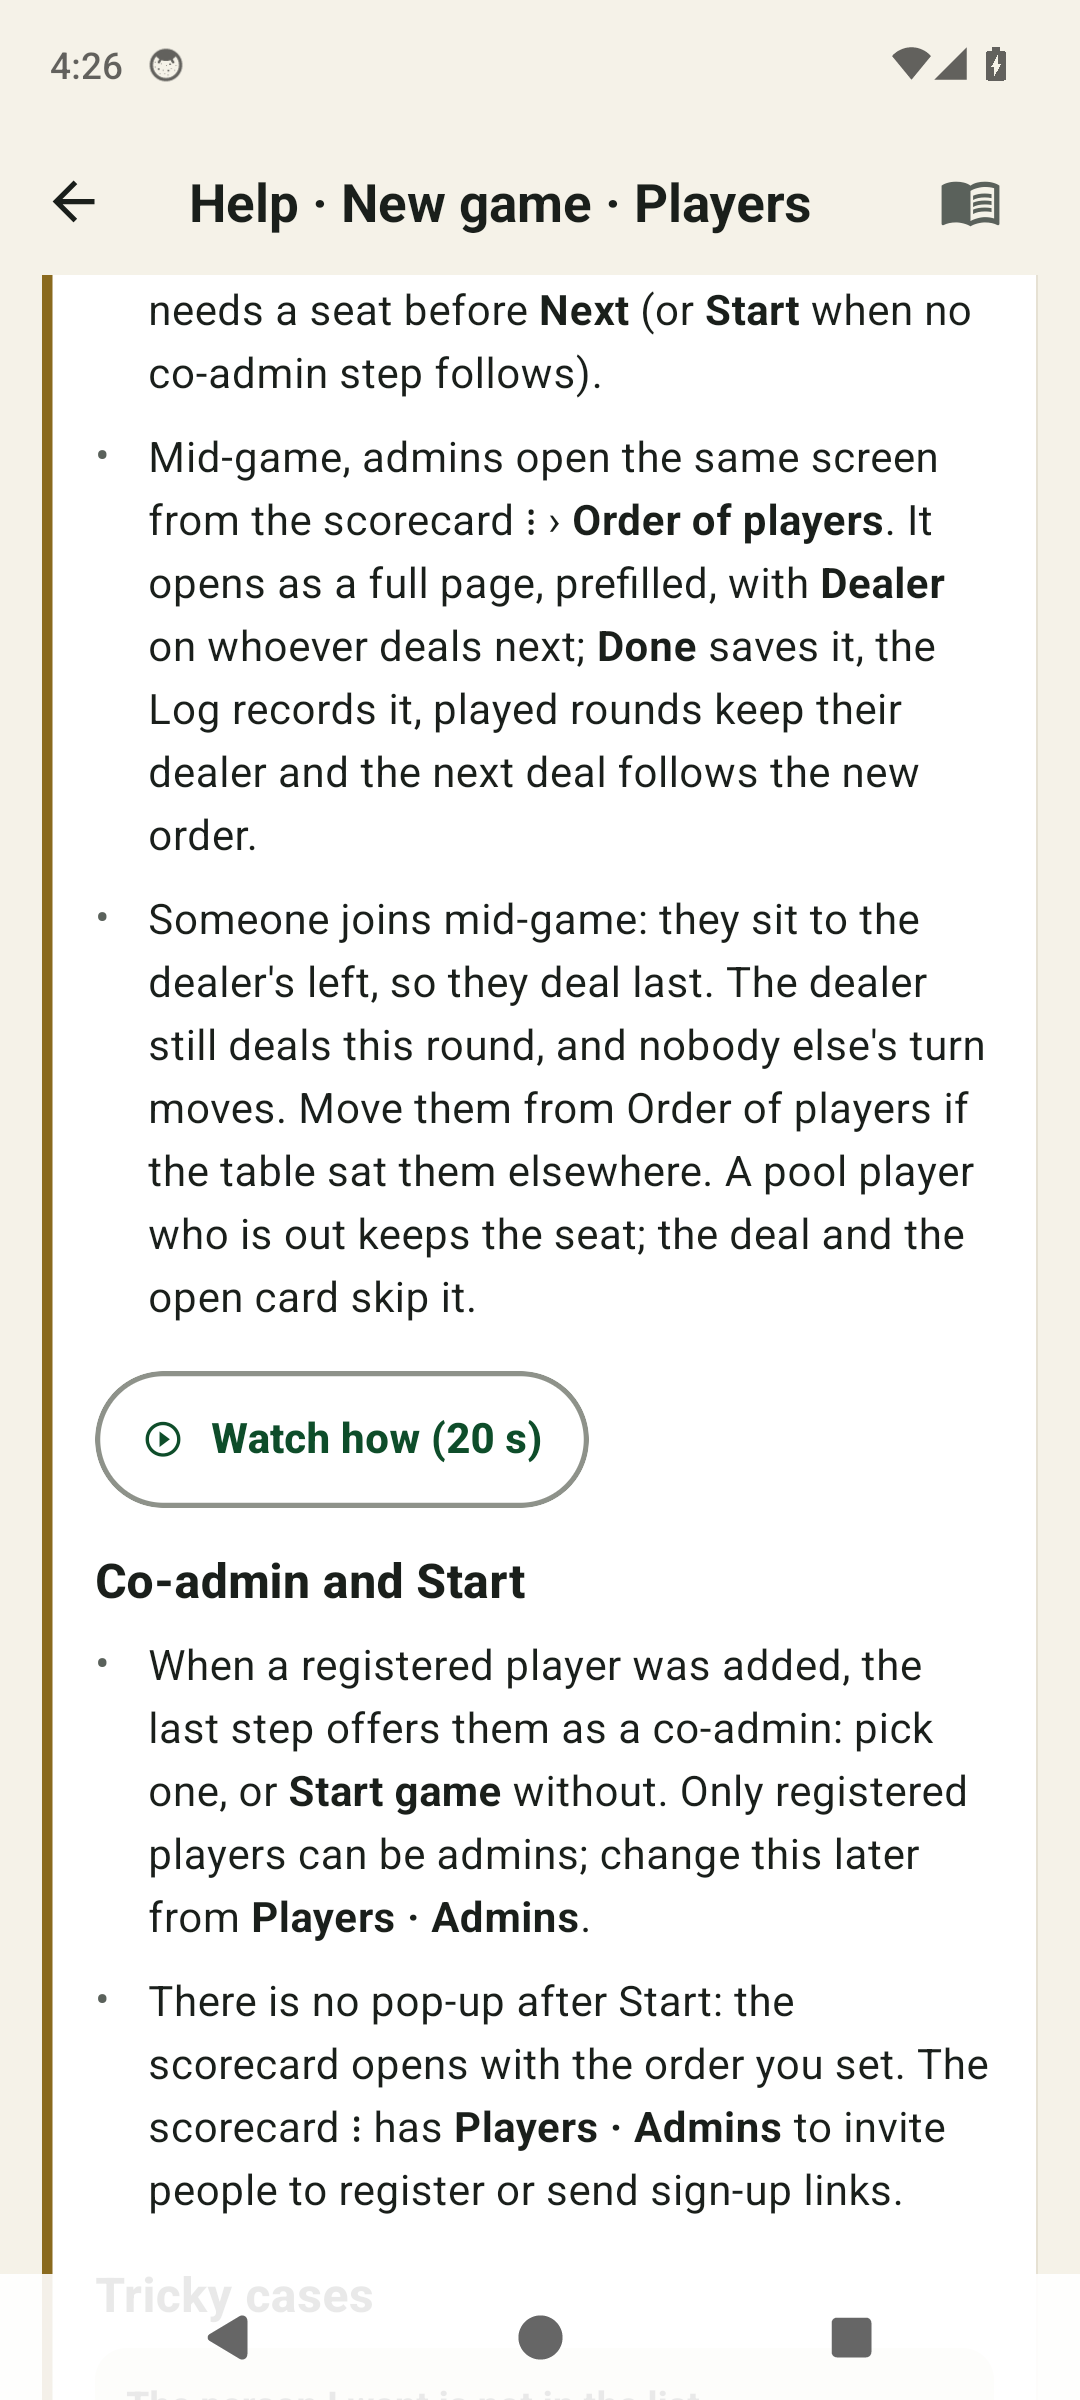 4:26
Help · New game · Players
needs a seat before Next (or Start when no
co-admin step follows).
• Mid-game, admins open the same screen
from the scorecard ⋮ › Order of players. It
opens as a full page, prefilled, with Dealer
on whoever deals next; Done saves it, the
Log records it, played rounds keep their
dealer and the next deal follows the new
order.
• Someone joins mid-game: they sit to the
dealer's left, so they deal last. The dealer
still deals this round, and nobody else's turn
moves. Move them from Order of players if
the table sat them elsewhere. A pool player
who is out keeps the seat; the deal and the
open card skip it.
Watch how (20 s)
Co-admin and Start
• When a registered player was added, the
last step offers them as a co-admin: pick
one, or Start game without. Only registered
players can be admins; change this later
from Players · Admins.
• There is no pop-up after Start: the
scorecard opens with the order you set. The
scorecard ⋮ has Players · Admins to invite
people to register or send sign-up links.
Tricky cases
The person I want is not in the list